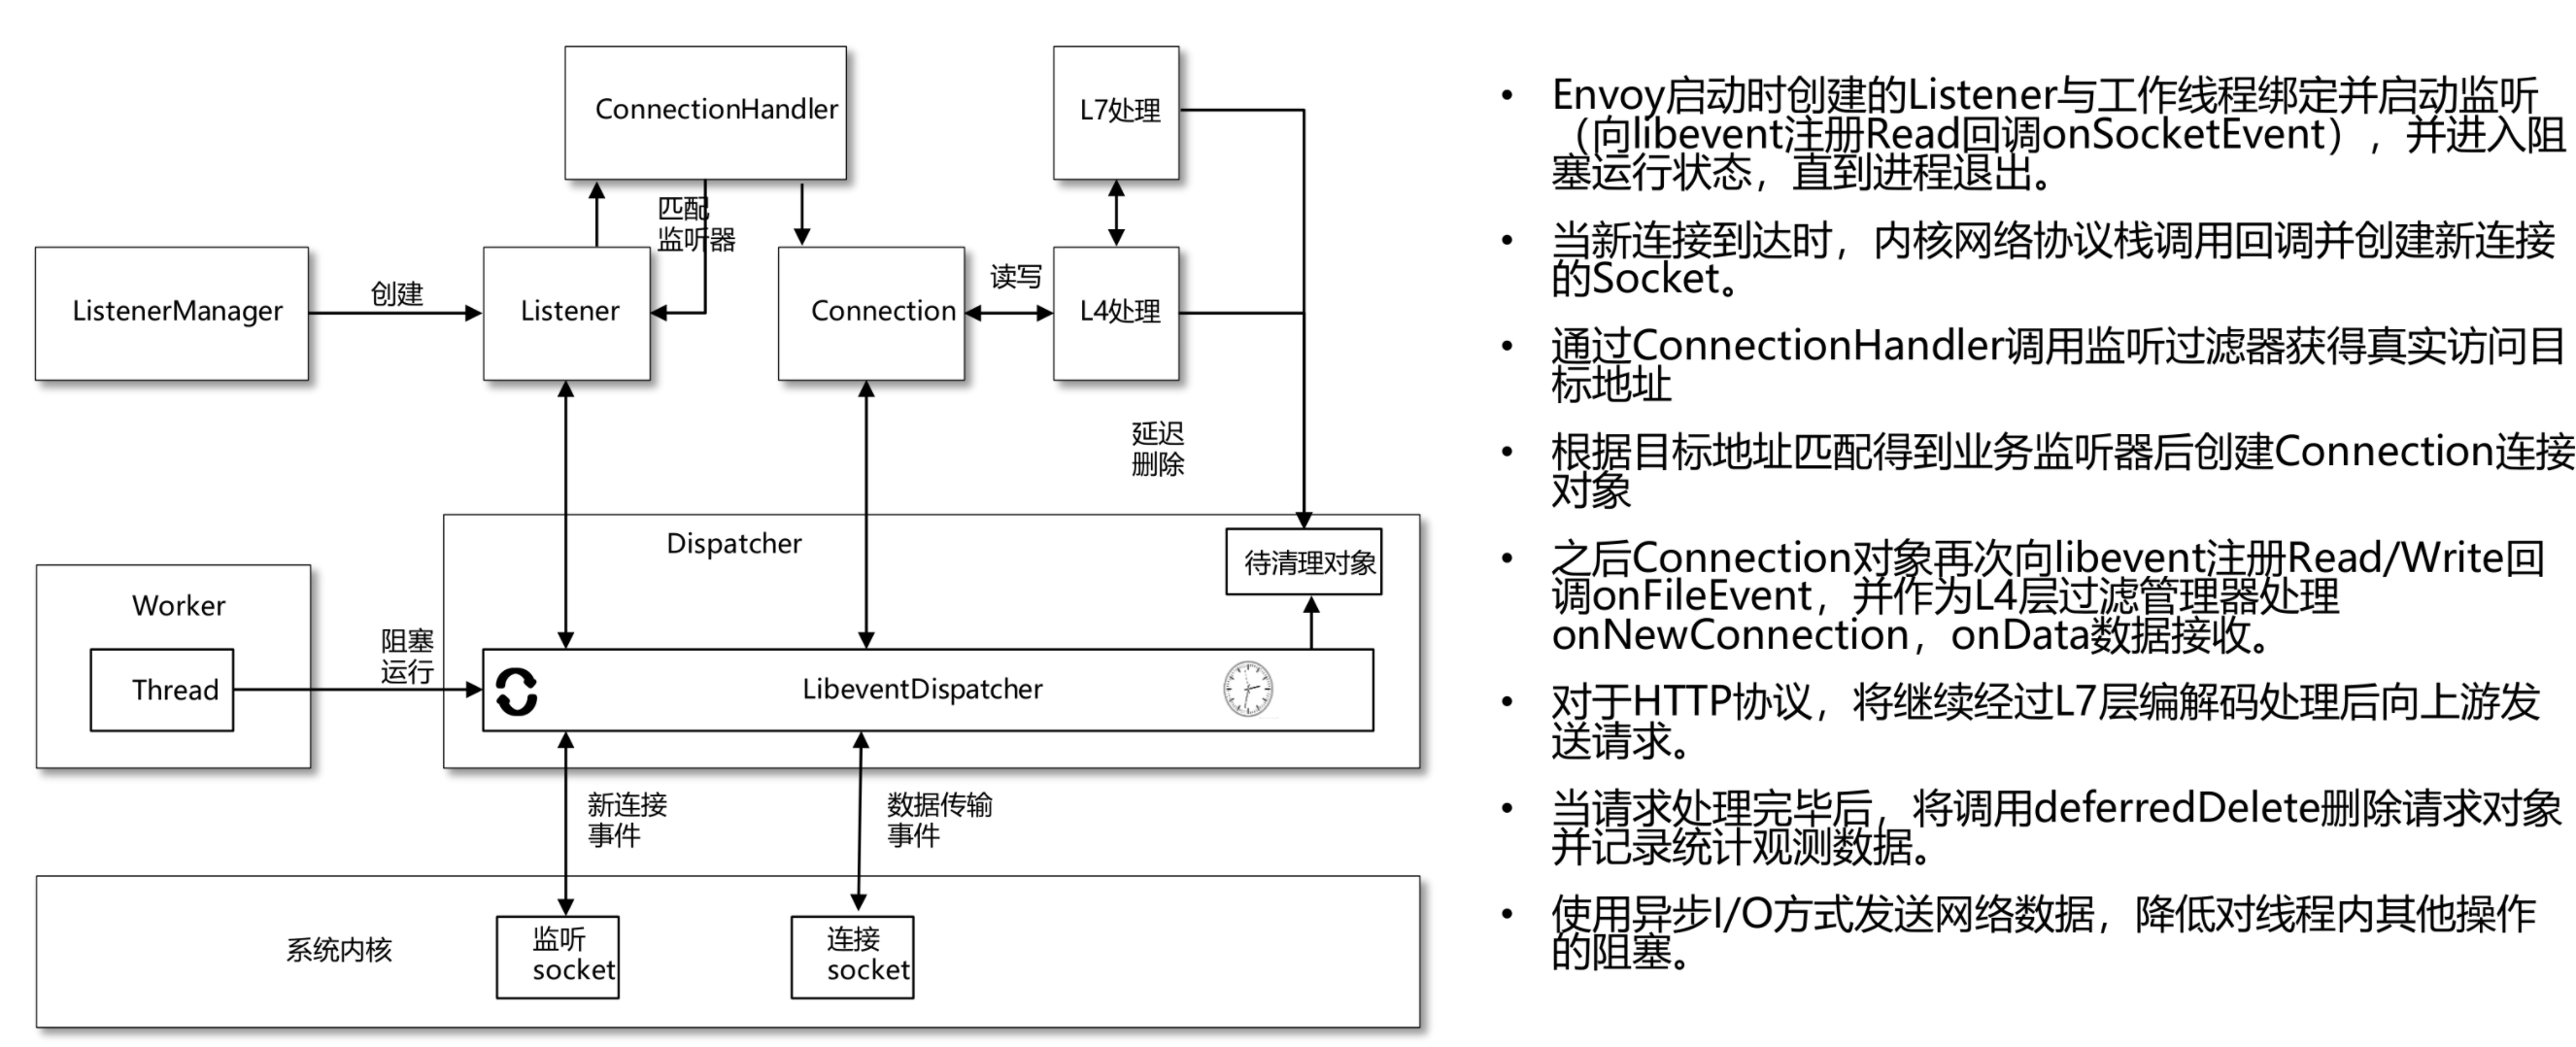 ConnectionHandler
L7处理
匹配
监听器
ListenerManager
创建
Listener
Connection
读写
L4处理
延迟
删除
Dispatcher
待清理对象
Worker
Thread
阻塞
运行
LibeventDispatcher
新连接
事件
数据传输
事件
系统内核
监听
socket
连接
socket
• Envoy启动时创建的Listener与工作线程绑定并启动监听
（向libevent注册Read回调onSocketEvent），并进入阻
塞运行状态，直到进程退出。
• 当新连接到达时，内核网络协议栈调用回调并创建新连接
的Socket。
• 通过ConnectionHandler调用监听过滤器获得真实访问目
标地址
• 根据目标地址匹配得到业务监听器后创建Connection连接
对象
• 之后Connection对象再次向libevent注册Read/Write回
调onFileEvent，并作为L4层过滤管理器处理
onNewConnection，onData数据接收。
• 对于HTTP协议，将继续经过L7层编解码处理后向上游发
送请求。
• 当请求处理完毕后，将调用deferredDelete删除请求对象
并记录统计观测数据。
• 使用异步I/O方式发送网络数据，降低对线程内其他操作
的阻塞。